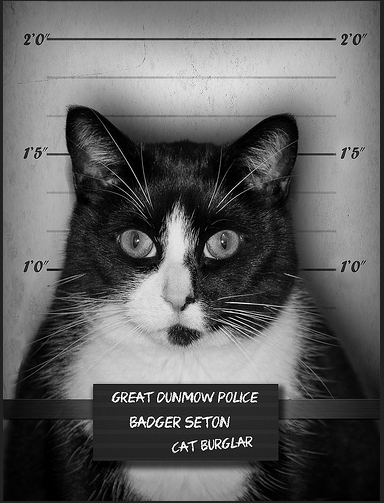 2'0" 2'0"
1'5" 1'5"
1'0" 1'0"
GREAT DUNMOW POLICE
BADGER SETON
CAT BURGLAR